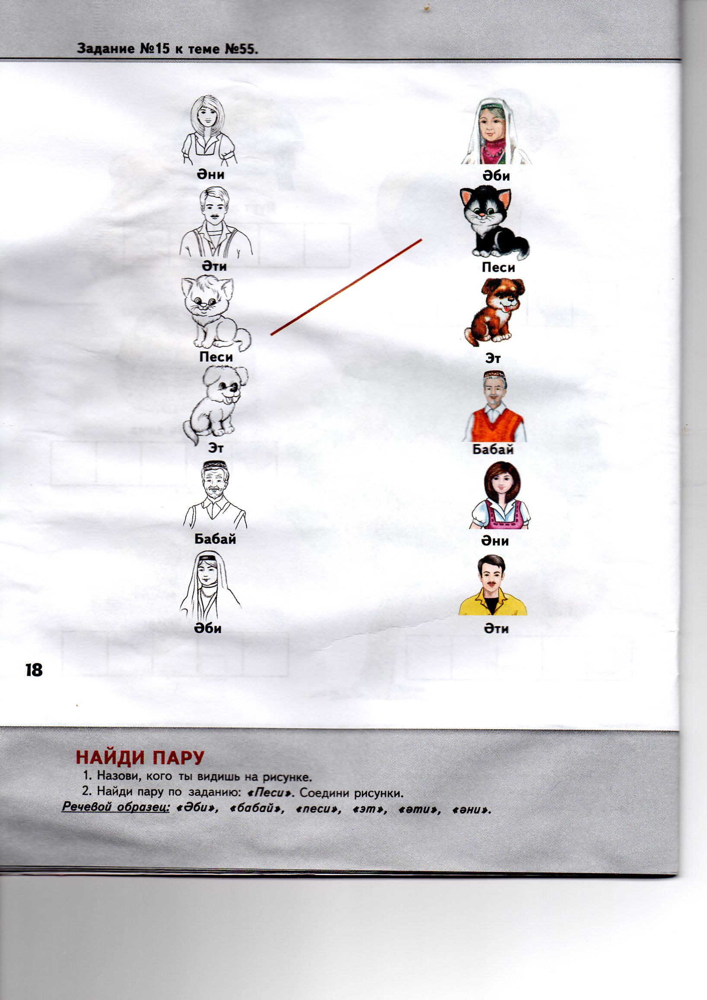 Задание №15 к теме №55.
Әни
Әби
Әти
Песи
Песи
Эт
Эт
Бабай
Бабай
Әни
Әби
Әти
18
НАЙДИ ПАРУ
1. Назови, кого ты видишь на рисунке.
2. Найди пару по заданию: «Песи». Соедини рисунки.
Речевой образец: «Әби», «бабай», «песи», «эт», «әти», «әни».